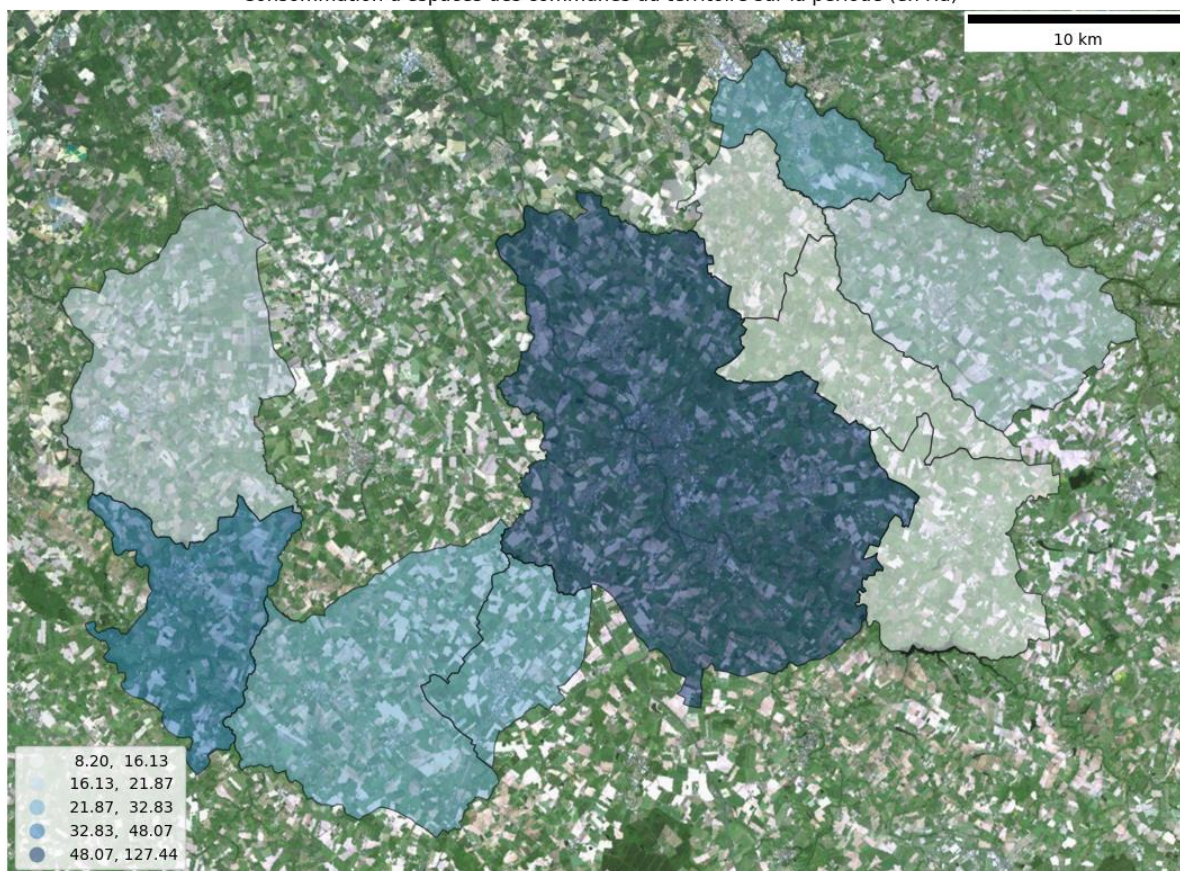 Consommation d'espaces des communes du territoire sur la période (en Ha)
10 km
8.20, 16.13
16.13, 21.87
21.87, 32.83
32.83, 48.07
48.07, 127.44